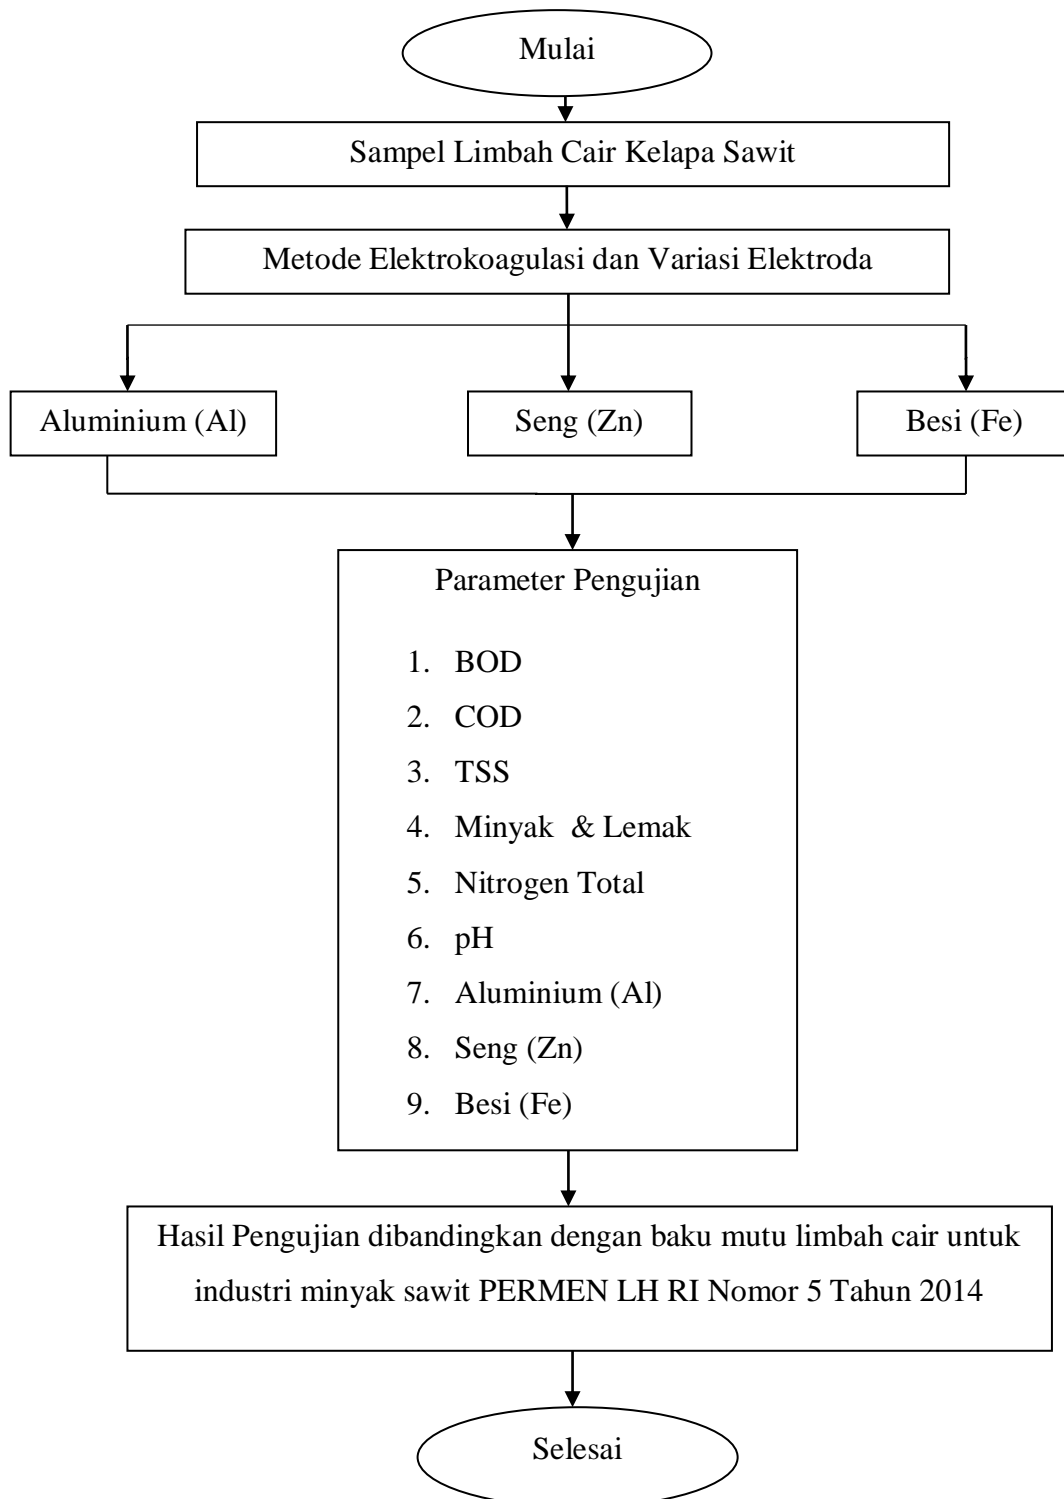 Mulai
Sampel Limbah Cair Kelapa Sawit
Metode Elektrokoagulasi dan Variasi Elektroda
Aluminium (Al)
Seng (Zn)
Besi (Fe)
Parameter Pengujian
1. BOD
2. COD
3. TSS
4. Minyak & Lemak
5. Nitrogen Total
6. pH
7. Aluminium (Al)
8. Seng (Zn)
9. Besi (Fe)
Hasil Pengujian dibandingkan dengan baku mutu limbah cair untuk
industri minyak sawit PERMEN LH RI Nomor 5 Tahun 2014
Selesai